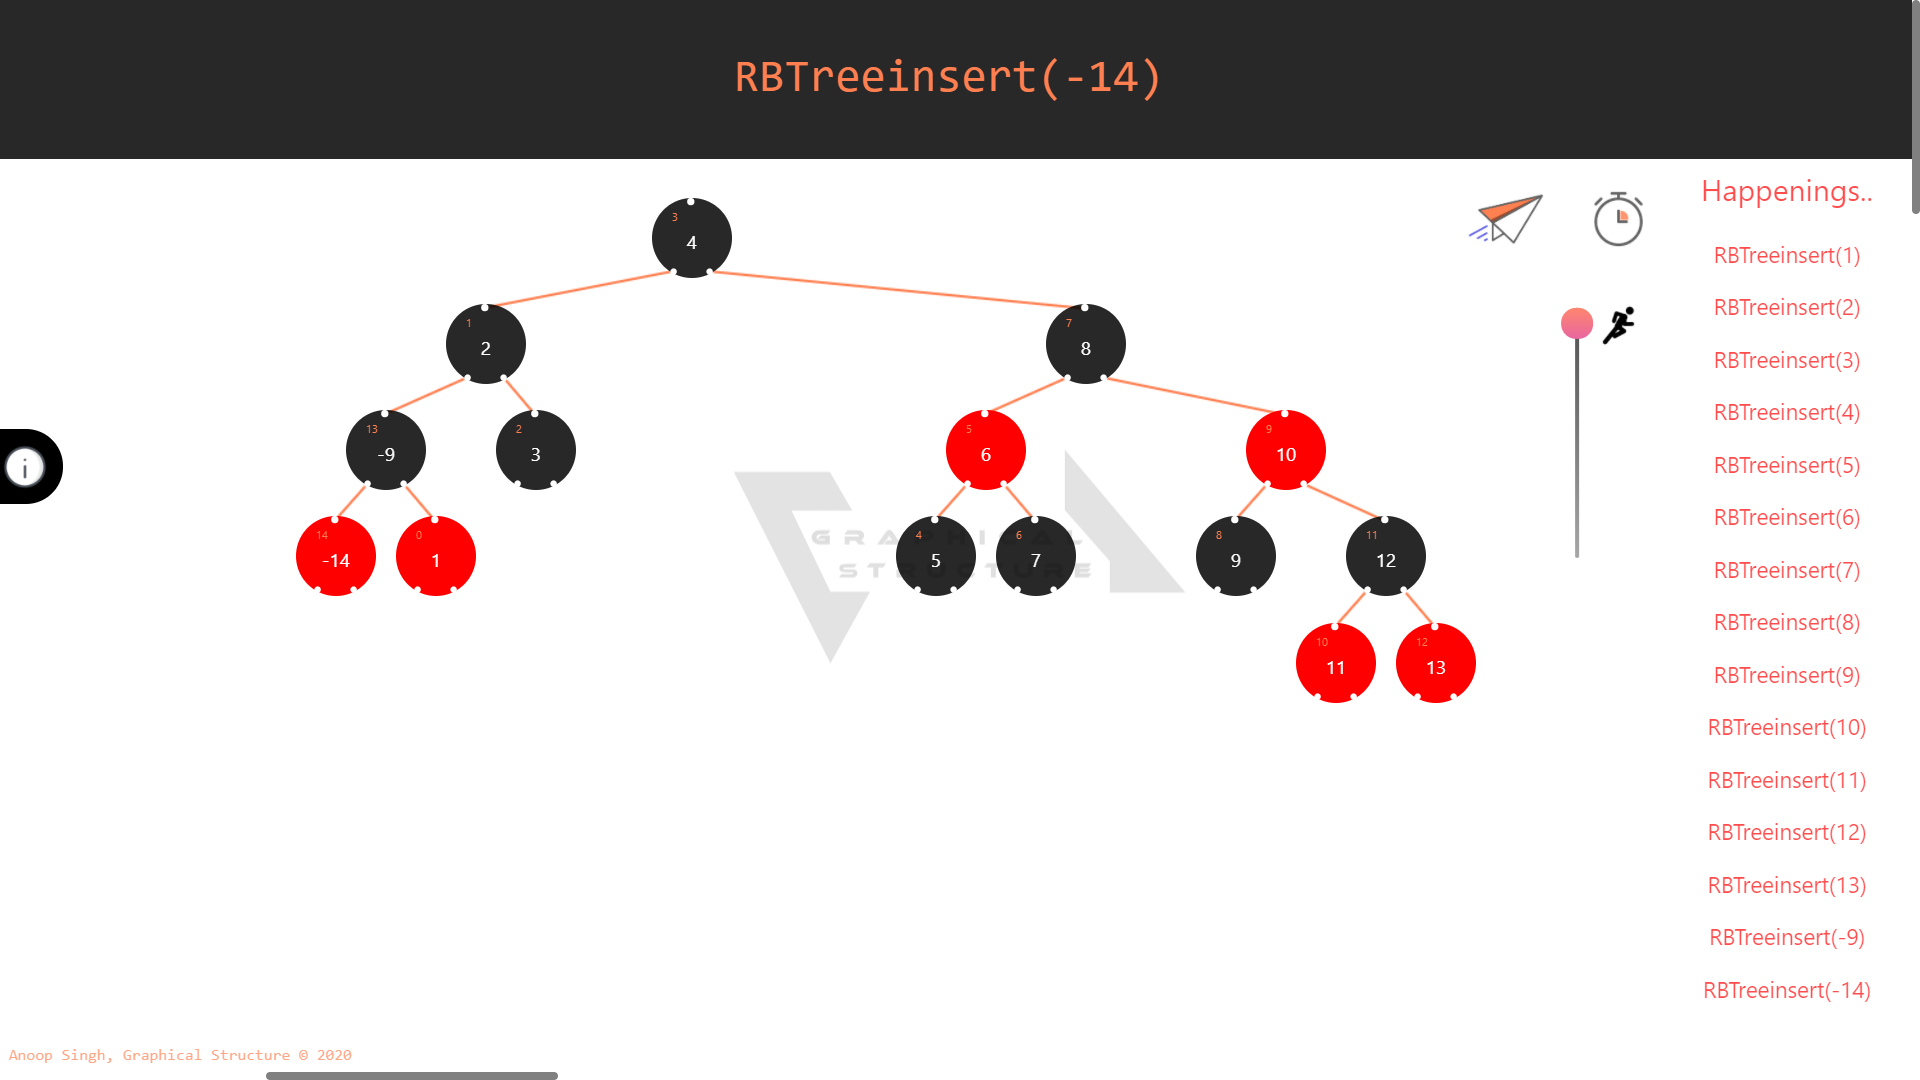 RBTreeinsert(-14)
Happenings..
3
4
1
2
7
8
13
-9
2
3
5
6
9
10
14
-14
0
1
4
5
6
7
8
9
11
12
10
11
12
13
GRAPHICAL
STRUCTURE
RBTreeinsert(1)
RBTreeinsert(2)
RBTreeinsert(3)
RBTreeinsert(4)
RBTreeinsert(5)
RBTreeinsert(6)
RBTreeinsert(7)
RBTreeinsert(8)
RBTreeinsert(9)
RBTreeinsert(10)
RBTreeinsert(11)
RBTreeinsert(12)
RBTreeinsert(13)
RBTreeinsert(-9)
RBTreeinsert(-14)
Anoop Singh, Graphical Structure © 2020